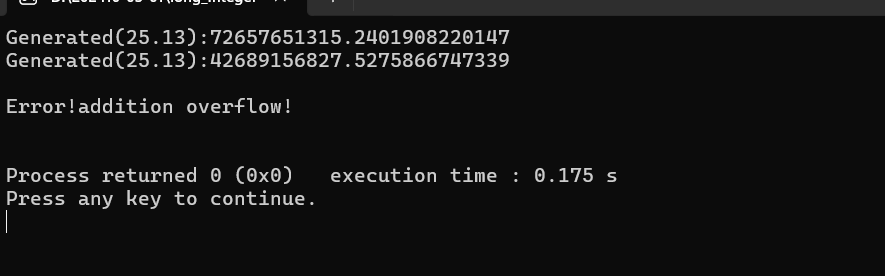 Generated(25.13):72657651315.2401908220147
Generated(25.13):42689156827.5275866747339
Error!addition overflow!
Process returned 0 (0x0)   execution time : 0.175 s
Press any key to continue.